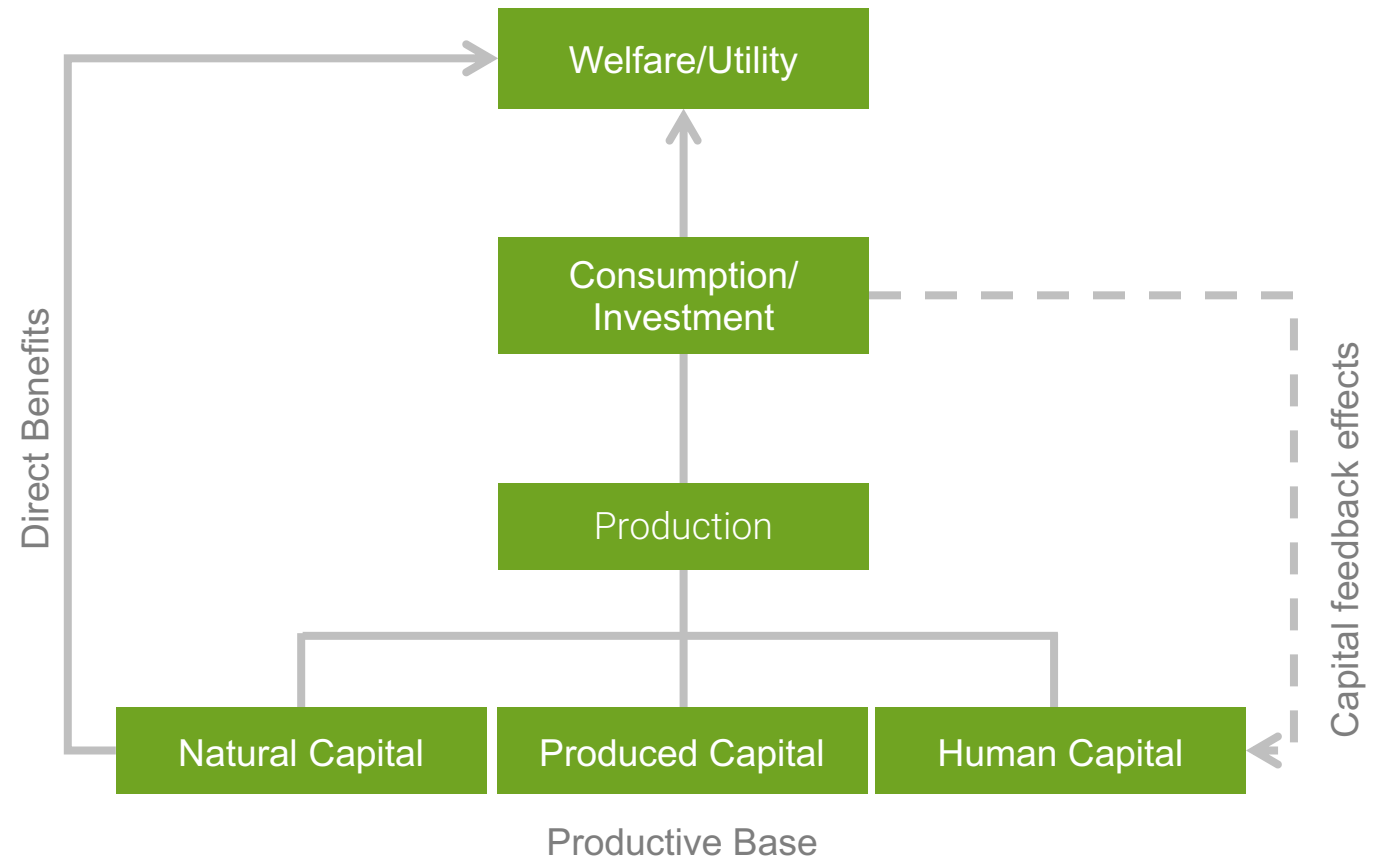 Welfare/Utility
Consumption/
Investment
Direct Benefits
Capital feedback effects
Production
Natural Capital
Produced Capital
Human Capital
Productive Base